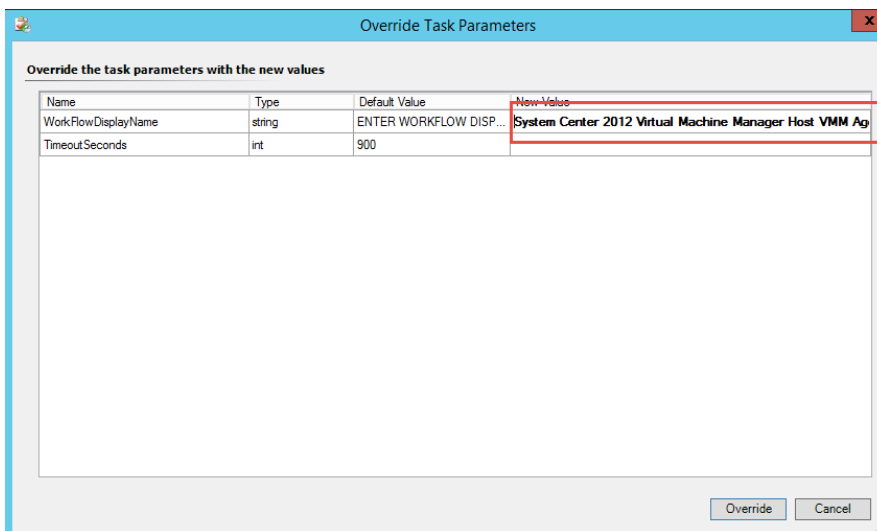 Override Task Parameters
x
Override the task parameters with the new values
Name Type Default Value New Value
WorkFlowDisplayName string ENTER WORKFLOW DISP... System Center 2012 Virtual Machine Manager Host VMM Ag
TimeoutSeconds int 900
Override Cancel